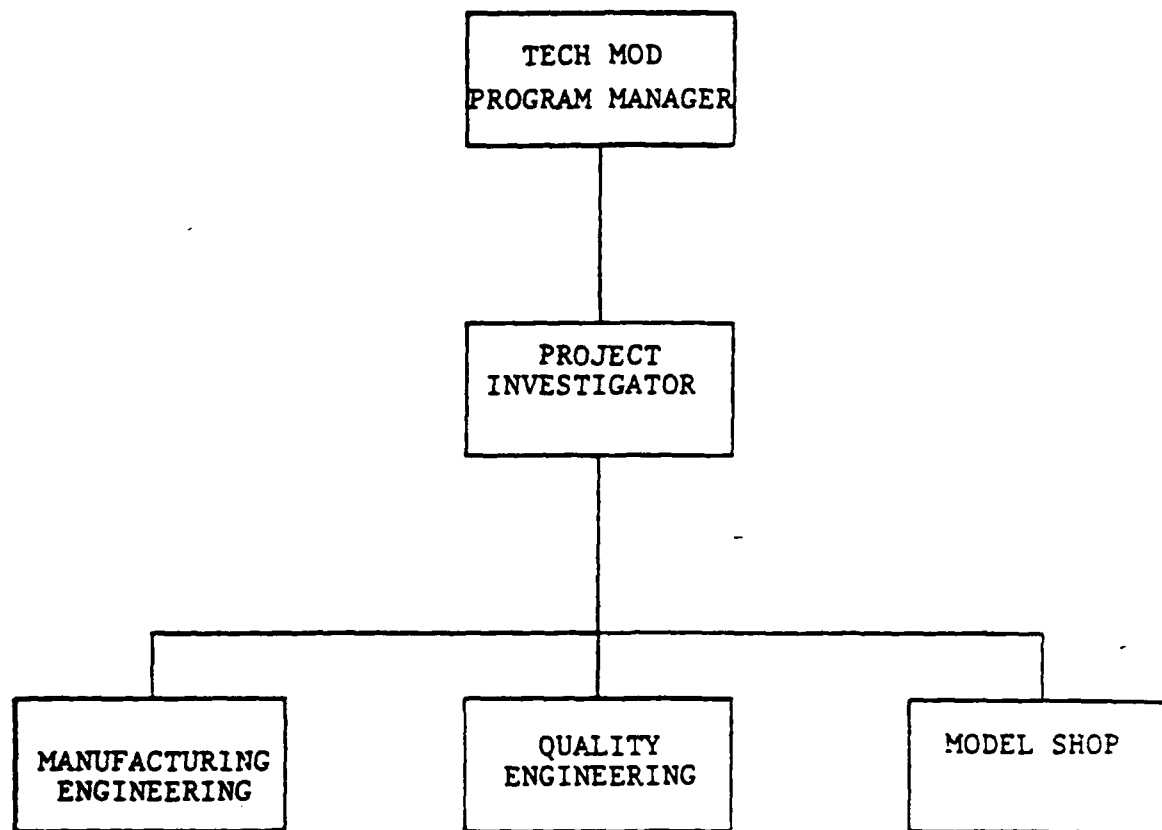 TECH MOD
PROGRAM MANAGER
PROJECT
INVESTIGATOR
MANUFACTURING
ENGINEERING
QUALITY
ENGINEERING
MODEL SHOP